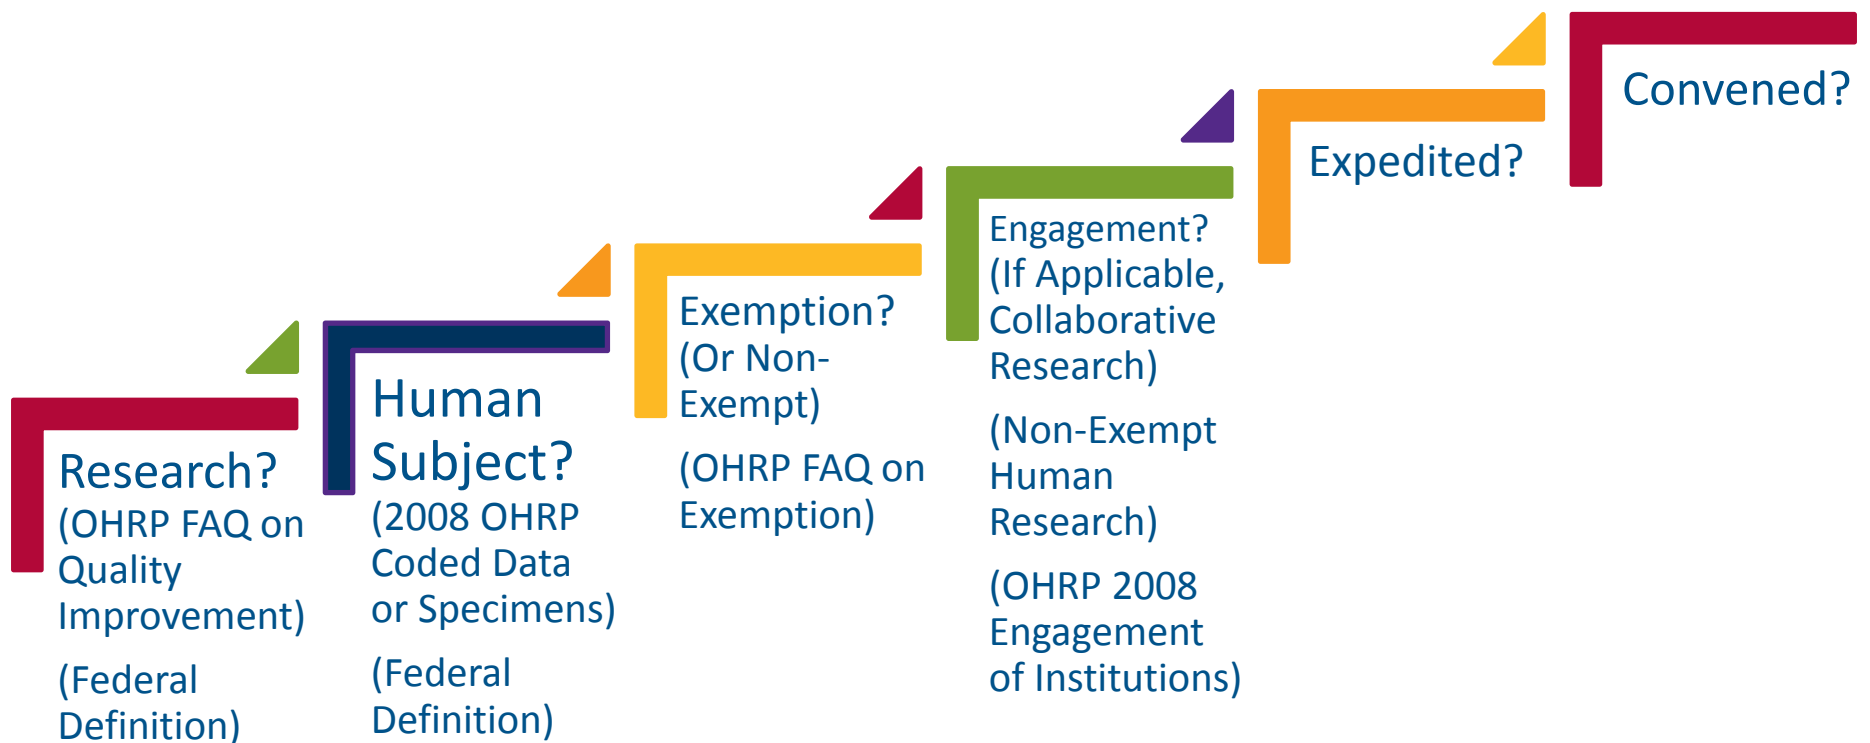 Research?
(OHRP FAQ on
Quality
Improvement)
(Federal
Definition)
Human
Subject?
(2008 OHRP
Coded Data
or Specimens)
(Federal
Definition)
Exemption?
(Or Non-
Exempt)
(OHRP FAQ on
Exemption)
Engagement?
(If Applicable,
Collaborative
Research)
(Non-Exempt
Human
Research)
(OHRP 2008
Engagement
of Institutions)
Expedited?
Convened?